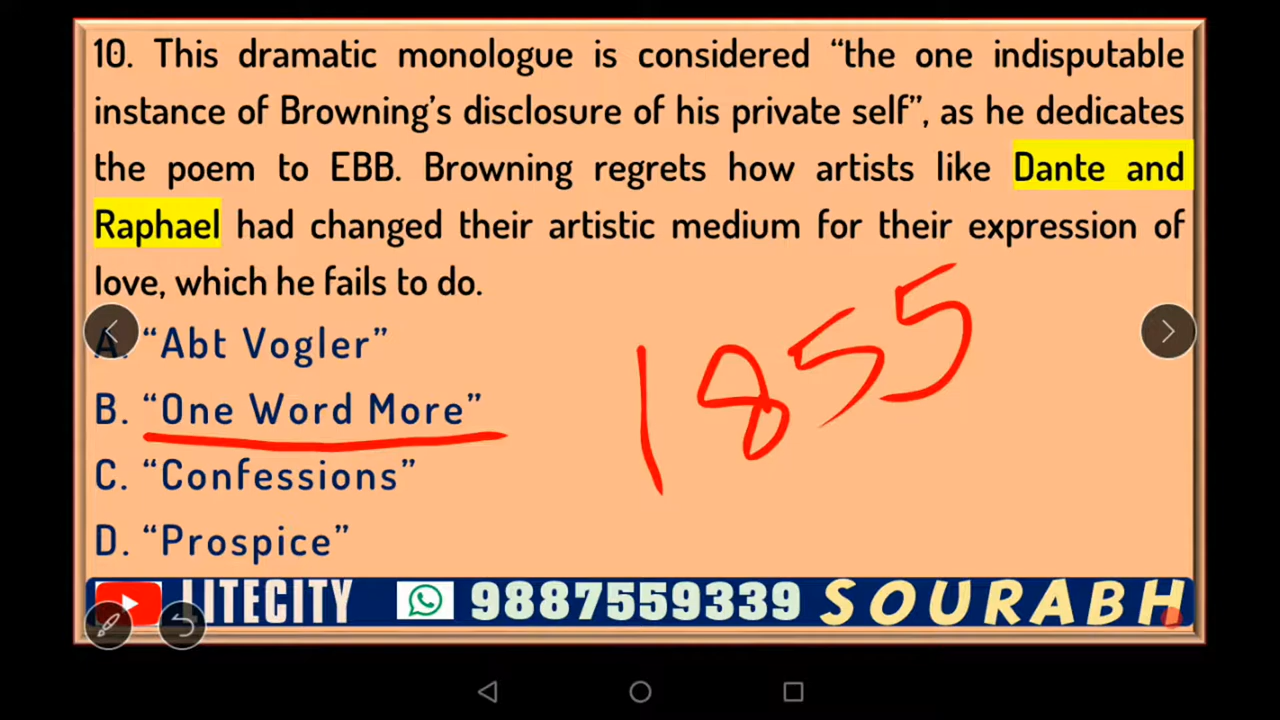 10. This dramatic monologue is considered “the one indisputable
instance of Browning’s disclosure of his private self”, as he dedicates
the poem to EBB. Browning regrets how artists like Dante and
Raphael had changed their artistic medium for their expression of
love, which he fails to do.
A. “Abt Vogler”
B. “One Word More”
1855
C. “Confessions”
D. “Prospice”
LITECITY 9887559339 SOURABH